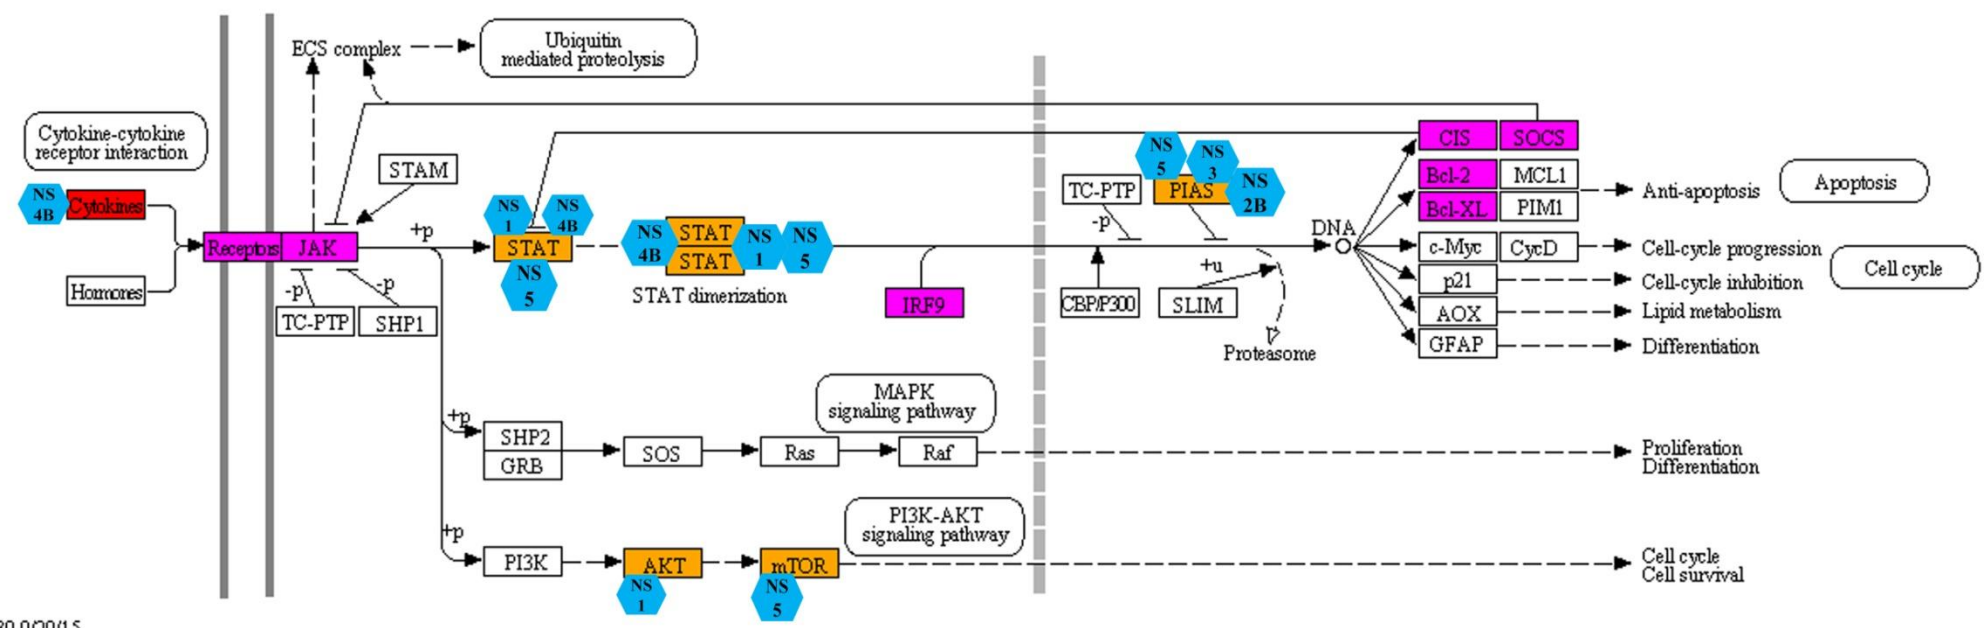 ECS complex
Ubiquitin
mediated proteolysis
Cytokine-cytokine
receptor interaction
STAM
NS
4B
Cytokines
Hormones
Receptors
JAK
-p
-p
TC-PTP
SHP1
+p
NS
1
NS
4B
STAT
NS
5
NS
4B
STAT
STAT
NS
1
NS
5
STAT dimerization
IRF9
TC-PTP
-p
NS
5
NS
3
PIAS
NS
2B
CBP/P300
+u
SLIM
Proteasome
DNA
CIS
SOCS
Bcl-2
MCL1
Bcl-XL
PIM1
c-Myc
CycD
p21
AOX
GFAP
Anti-apoptosis
Apoptosis
Cell-cycle progression
Cell-cycle inhibition
Cell cycle
Lipid metabolism
Differentiation
MAPK
signaling pathway
+p
SHP2
GRB
SOS
Ras
Raf
Proliferation
Differentiation
PI3K-AKT
signaling pathway
+p
PI3K
AKT
NS
1
mTOR
NS
5
Cell cycle
Cell survival